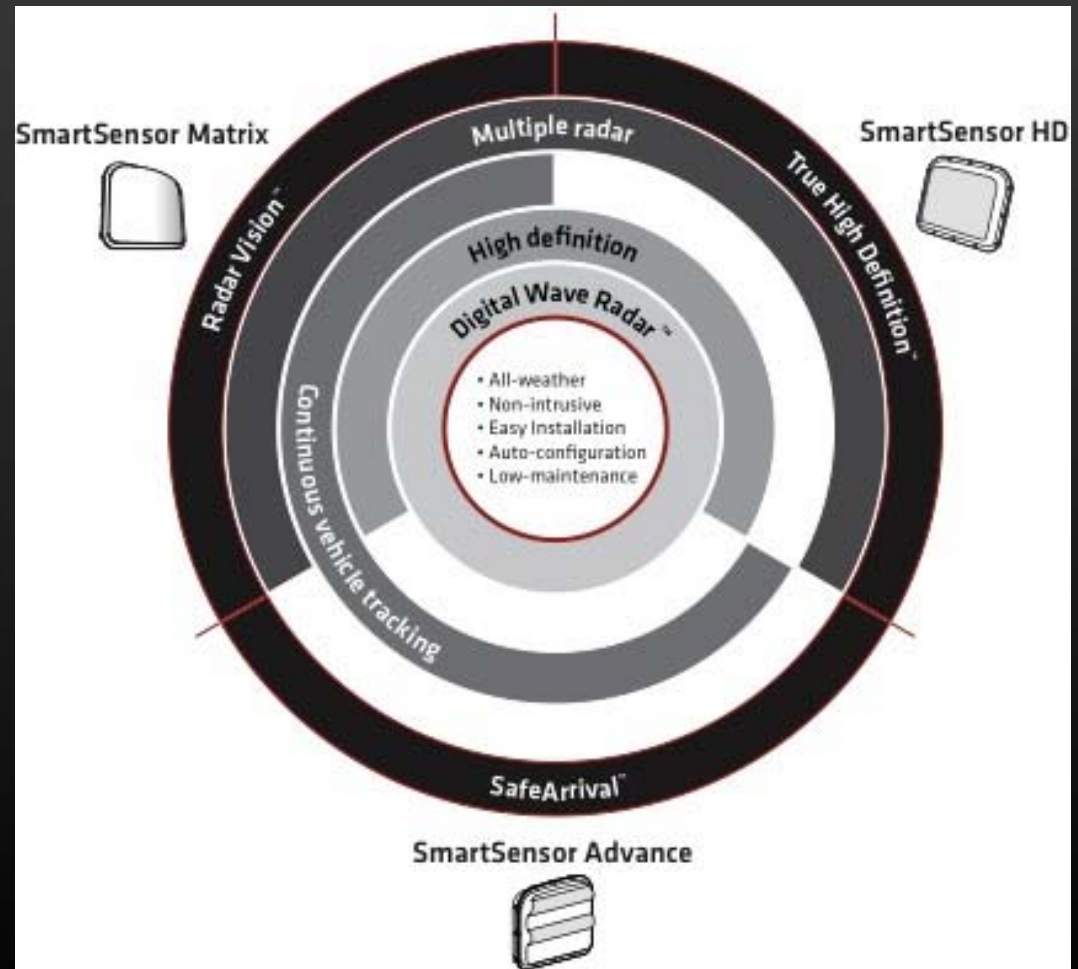 SmartSensor Matrix
SmartSensor HD
Radar Vision™
True High Definition™
Multiple radar
High definition
Digital Wave Radar™
• All-weather
• Non-intrusive
• Easy Installation
• Auto-configuration
• Low-maintenance
Continuous vehicle tracking
SafeArrival™
SmartSensor Advance